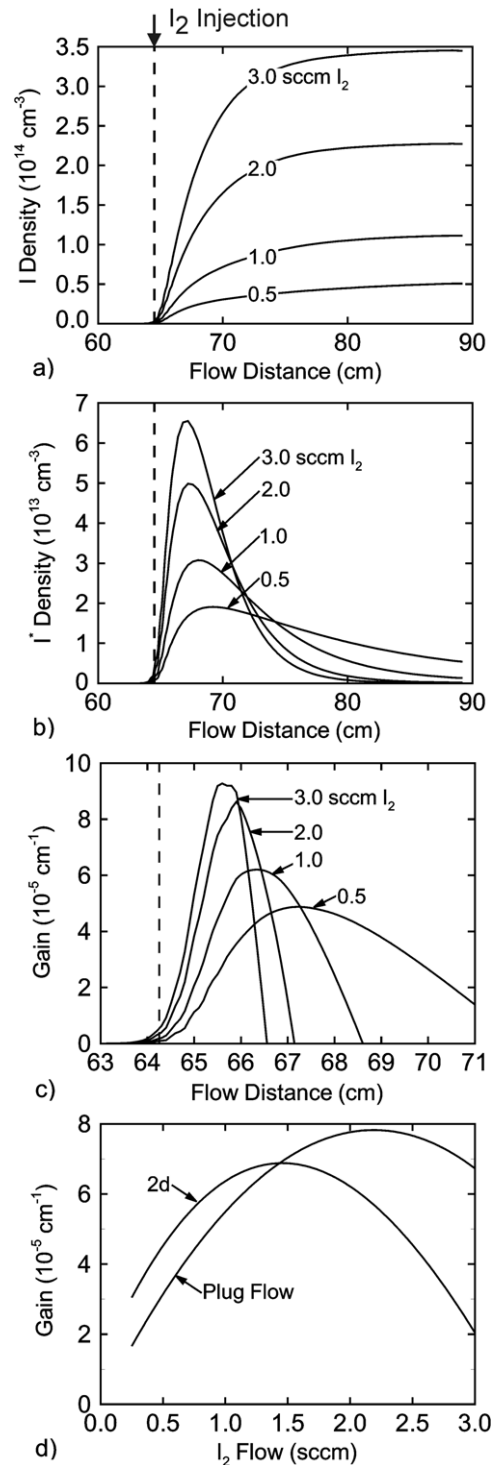 I₂ Injection
3.5
3.0
2.5
2.0
1.5
1.0
0.5
0.0
I Density (10¹⁴ cm⁻³)
3.0 sccm I₂
2.0
1.0
0.5
60 70 80 90
Flow Distance (cm)
a)
7
6
5
4
3
2
1
0
I* Density (10¹³ cm⁻³)
3.0 sccm I₂
2.0
1.0
0.5
60 70 80 90
Flow Distance (cm)
b)
10
8
6
4
2
0
Gain (10⁻⁵ cm⁻¹)
3.0 sccm I₂
2.0
1.0
0.5
63 64 65 66 67 68 69 70 71
Flow Distance (cm)
c)
8
6
4
2
0
Gain (10⁻⁵ cm⁻¹)
2d
Plug Flow
0.0 0.5 1.0 1.5 2.0 2.5 3.0
I₂ Flow (sccm)
d)